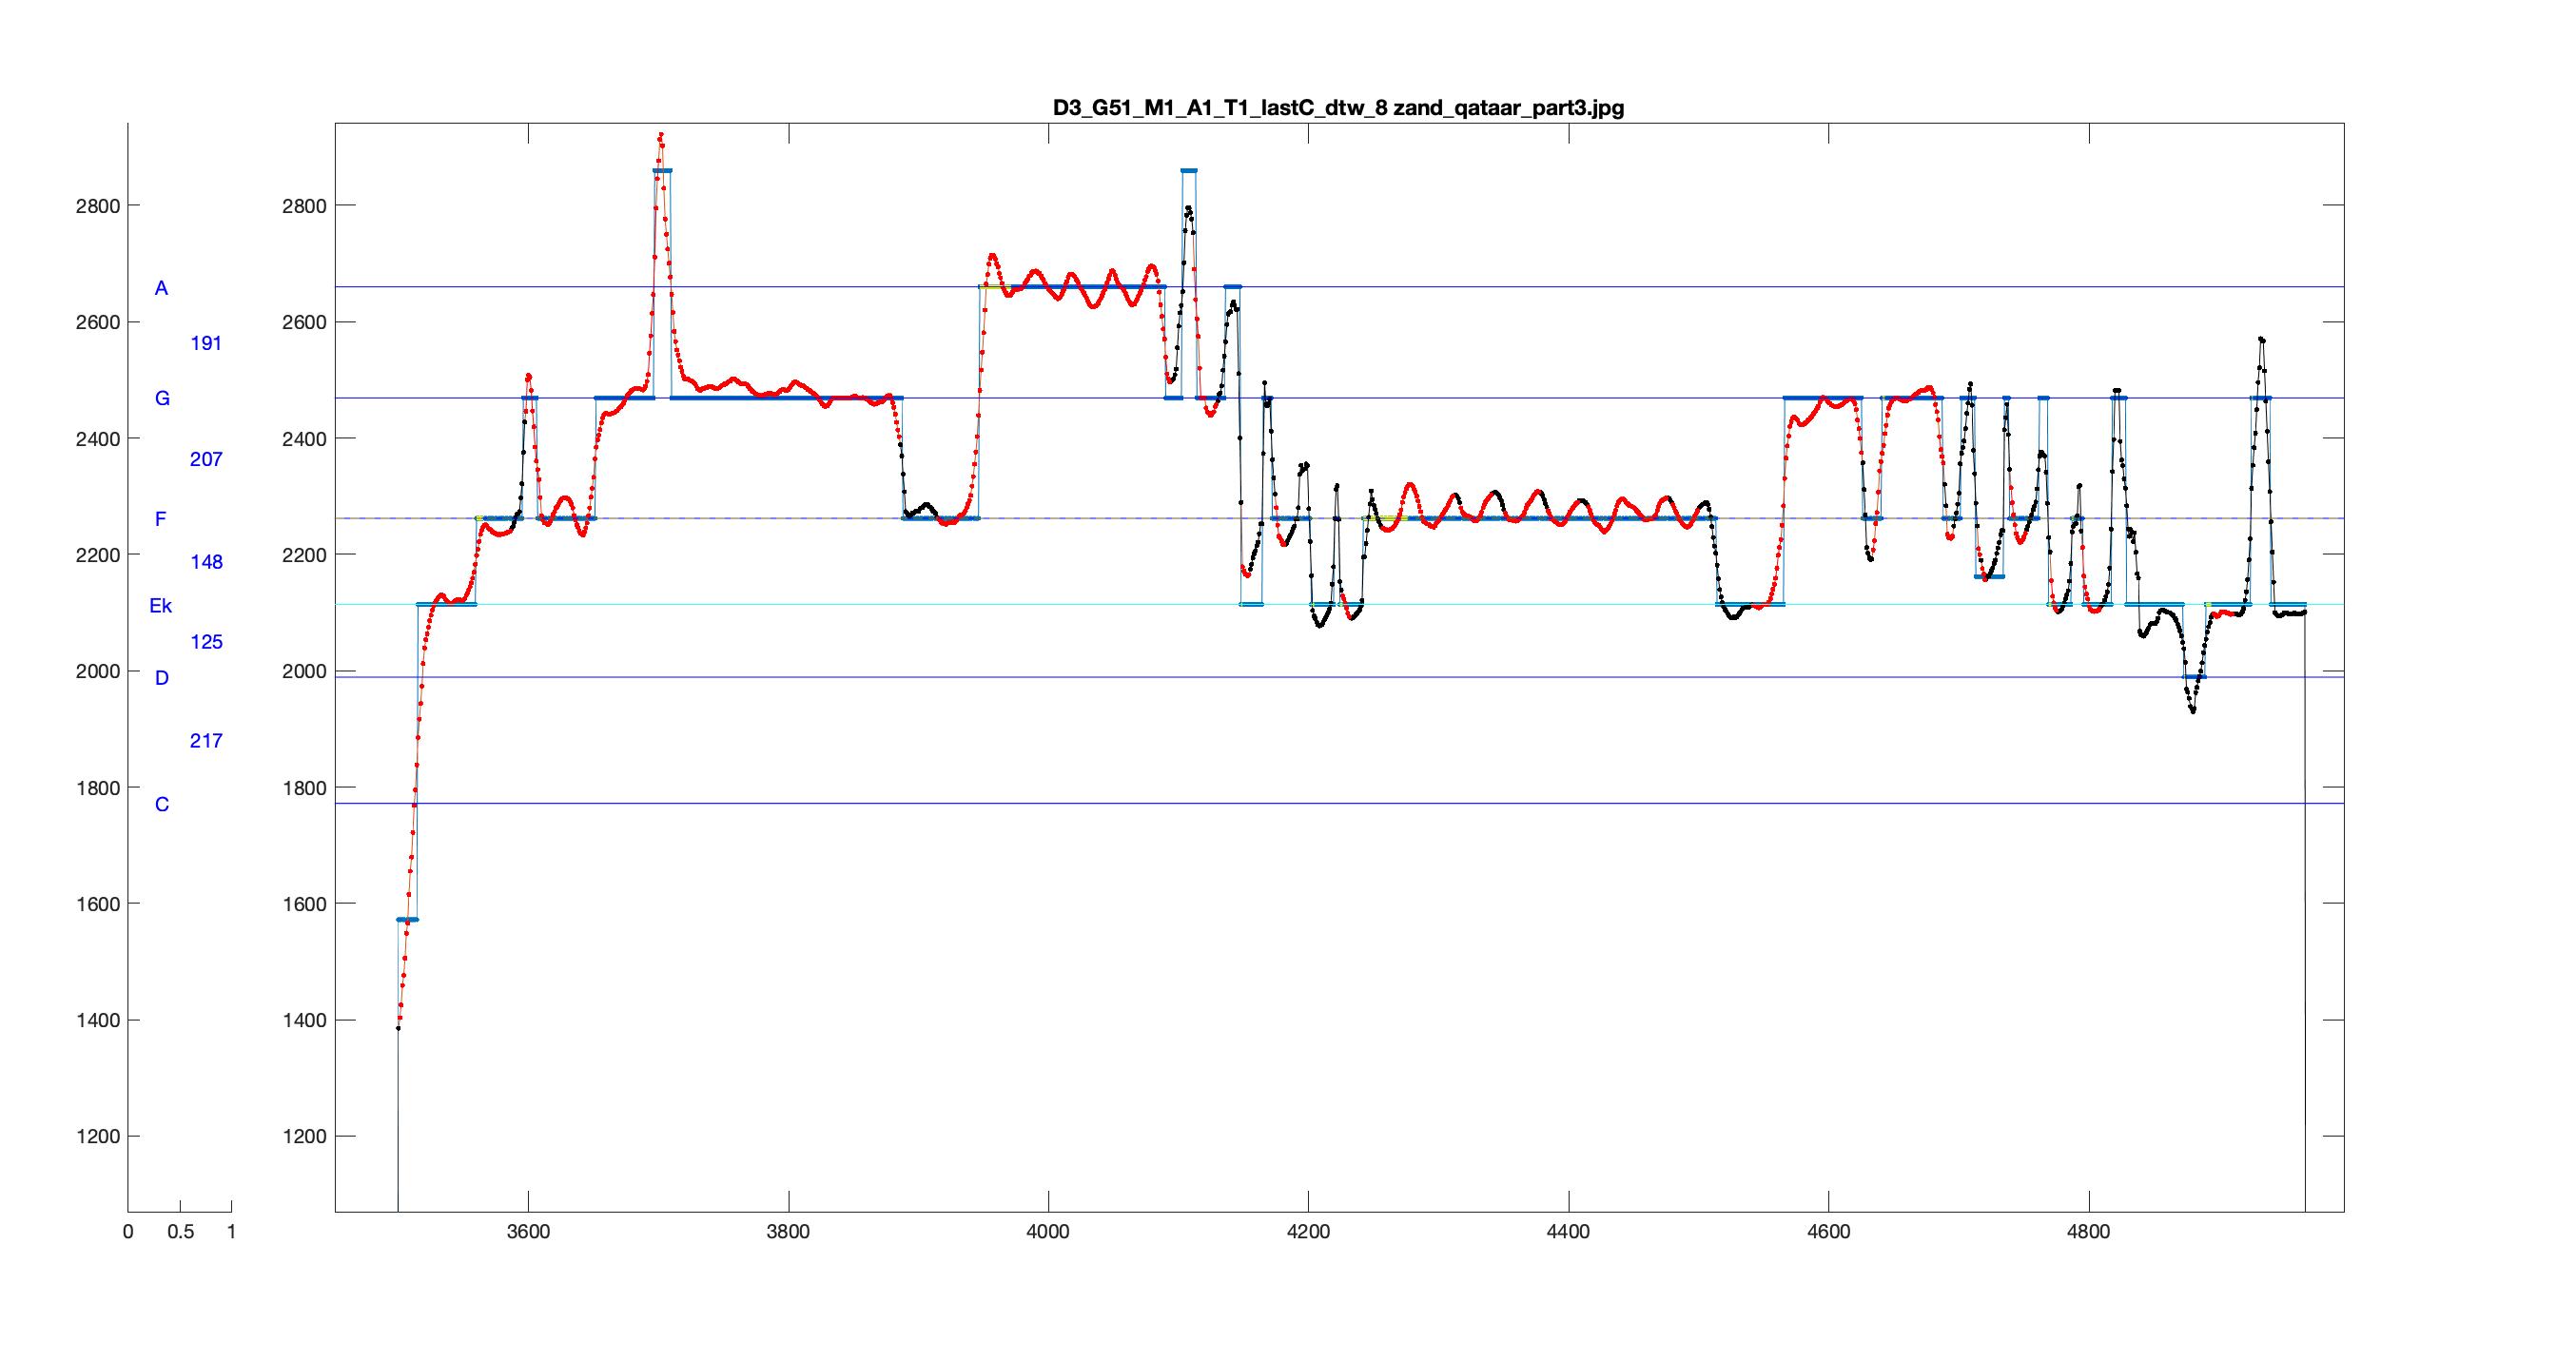 D3_G51_M1_A1_T1_lastC_dtw_8 zand_qataar_part3.jpg
2800 2800
A
2600 2600
191
G
2400 2400
207
F
2200 148 2200
Ek
125
2000 2000
D
217
1800 1800
C
1600 1600
1400 1400
1200 1200
0 0.5 1 3600 3800 4000 4200 4400 4600 4800